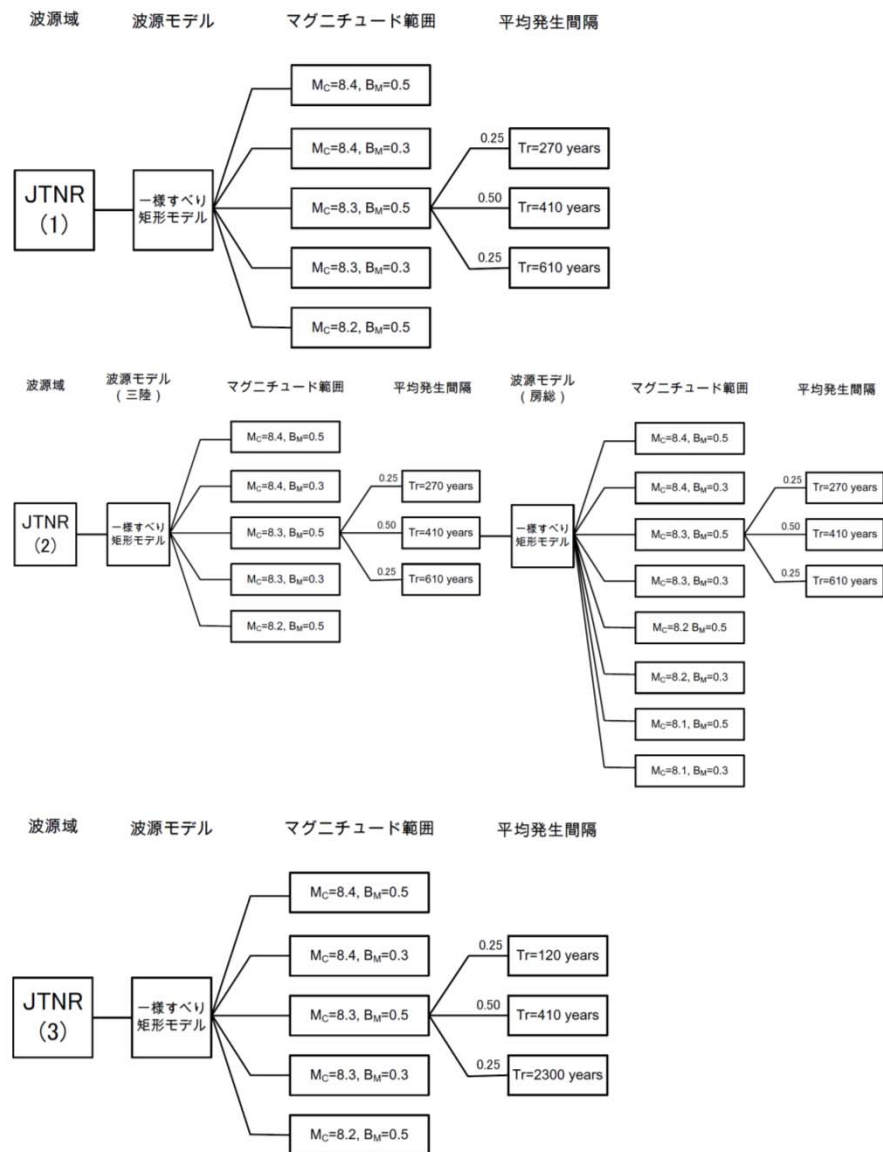 波源域 波源モデル マグニチュード範囲 平均発生間隔
JTNR
(1)
一様すべり
矩形モデル
MC=8.4, BM=0.5
MC=8.4, BM=0.3
MC=8.3, BM=0.5
MC=8.3, BM=0.3
MC=8.2, BM=0.5
0.25 Tr=270 years
0.50 Tr=410 years
0.25 Tr=610 years
波源域 波源モデル マグニチュード範囲 平均発生間隔 波源モデル マグニチュード範囲 平均発生間隔
(三陸) (房総)
JTNR
(2)
一様すべり
矩形モデル
MC=8.4, BM=0.5
MC=8.4, BM=0.3
MC=8.3, BM=0.5
MC=8.3, BM=0.3
MC=8.2, BM=0.5
0.25 Tr=270 years
0.50 Tr=410 years
0.25 Tr=610 years
一様すべり
矩形モデル
MC=8.4, BM=0.5
MC=8.4, BM=0.3
MC=8.3, BM=0.5
MC=8.3, BM=0.3
MC=8.2 BM=0.5
MC=8.2, BM=0.3
MC=8.1, BM=0.5
MC=8.1, BM=0.3
0.25 Tr=270 years
0.50 Tr=410 years
0.25 Tr=610 years
波源域 波源モデル マグニチュード範囲 平均発生間隔
JTNR
(3)
一様すべり
矩形モデル
MC=8.4, BM=0.5
MC=8.4, BM=0.3
MC=8.3, BM=0.5
MC=8.3, BM=0.3
MC=8.2, BM=0.5
0.25 Tr=120 years
0.50 Tr=410 years
0.25 Tr=2300 years